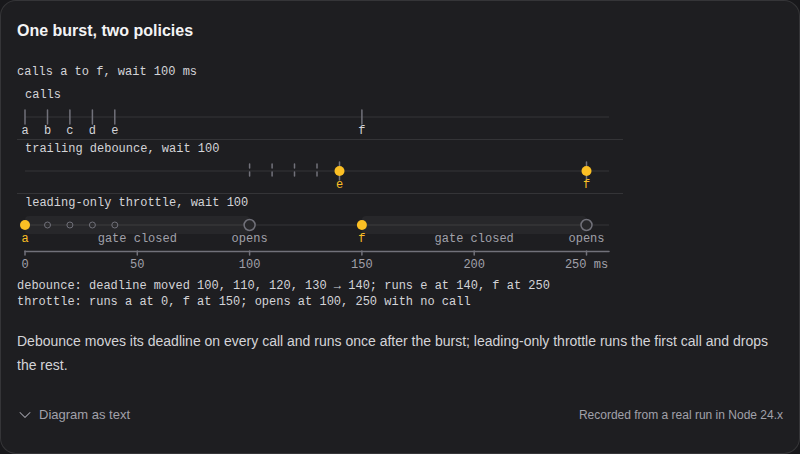 One burst, two policies
calls a to f, wait 100 ms
calls
a b c d e f
trailing debounce, wait 100
e f
leading-only throttle, wait 100
a gate closed opens f gate closed opens
0 50 100 150 200 250 ms
debounce: deadline moved 100, 110, 120, 130 → 140; runs e at 140, f at 250
throttle: runs a at 0, f at 150; opens at 100, 250 with no call
Debounce moves its deadline on every call and runs once after the burst; leading-only throttle runs the first call and drops
the rest.
Diagram as text Recorded from a real run in Node 24.x